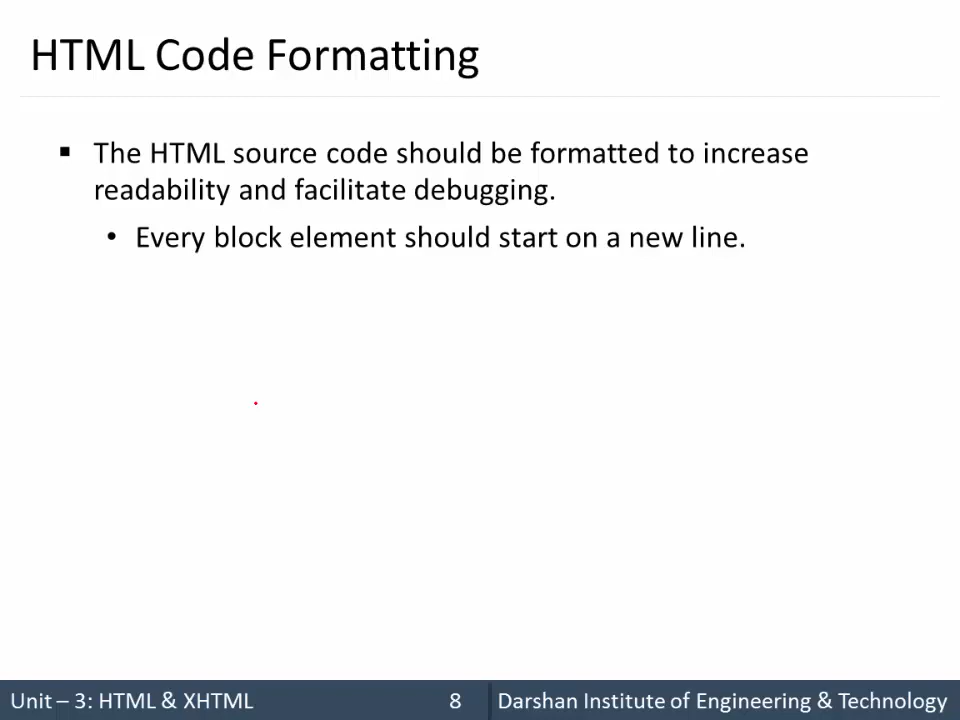 HTML Code Formatting
▪ The HTML source code should be formatted to increase
readability and facilitate debugging.
• Every block element should start on a new line.
Unit – 3: HTML & XHTML 8 Darshan Institute of Engineering & Technology